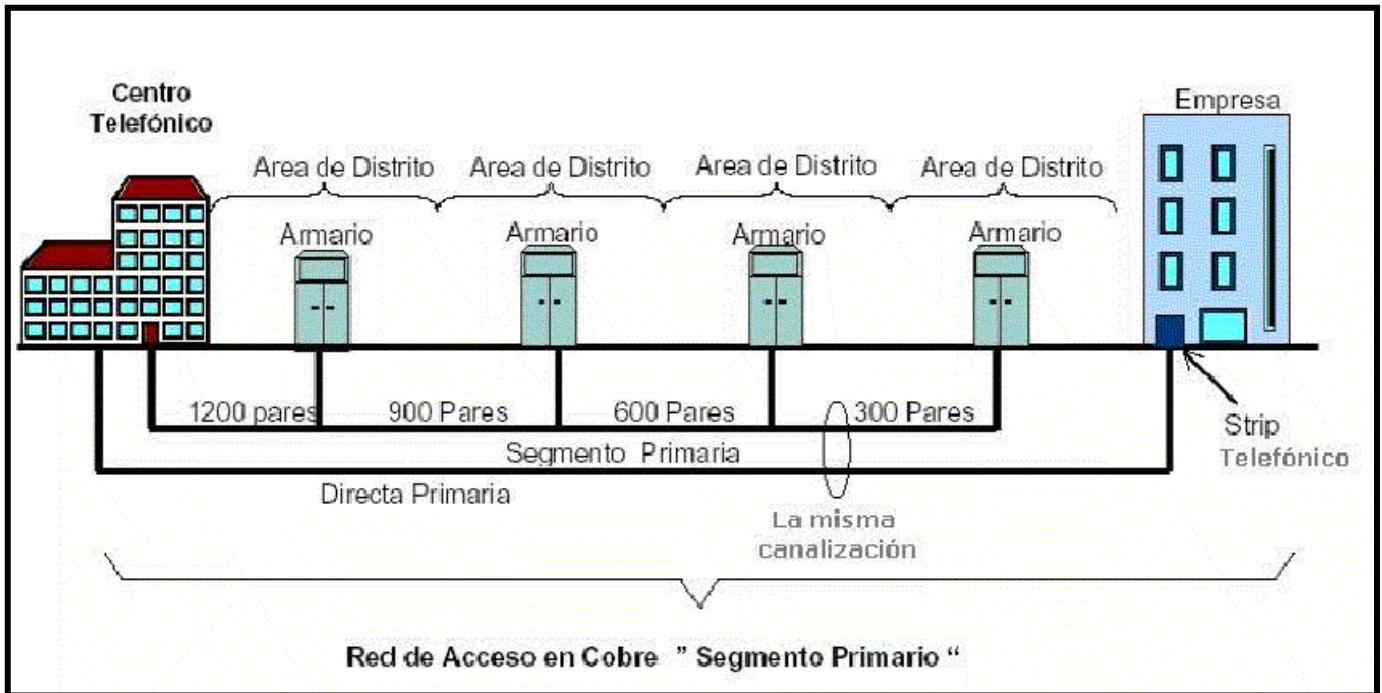 Centro
Telefónico
Empresa
Area de Distrito
Area de Distrito
Area de Distrito
Area de Distrito
Armario
Armario
Armario
Armario
1200 pares
900 Pares
600 Pares
300 Pares
Segmento Primaria
Strip
Telefónico
Directa Primaria
La misma
canalización
Red de Acceso en Cobre ” Segmento Primario “